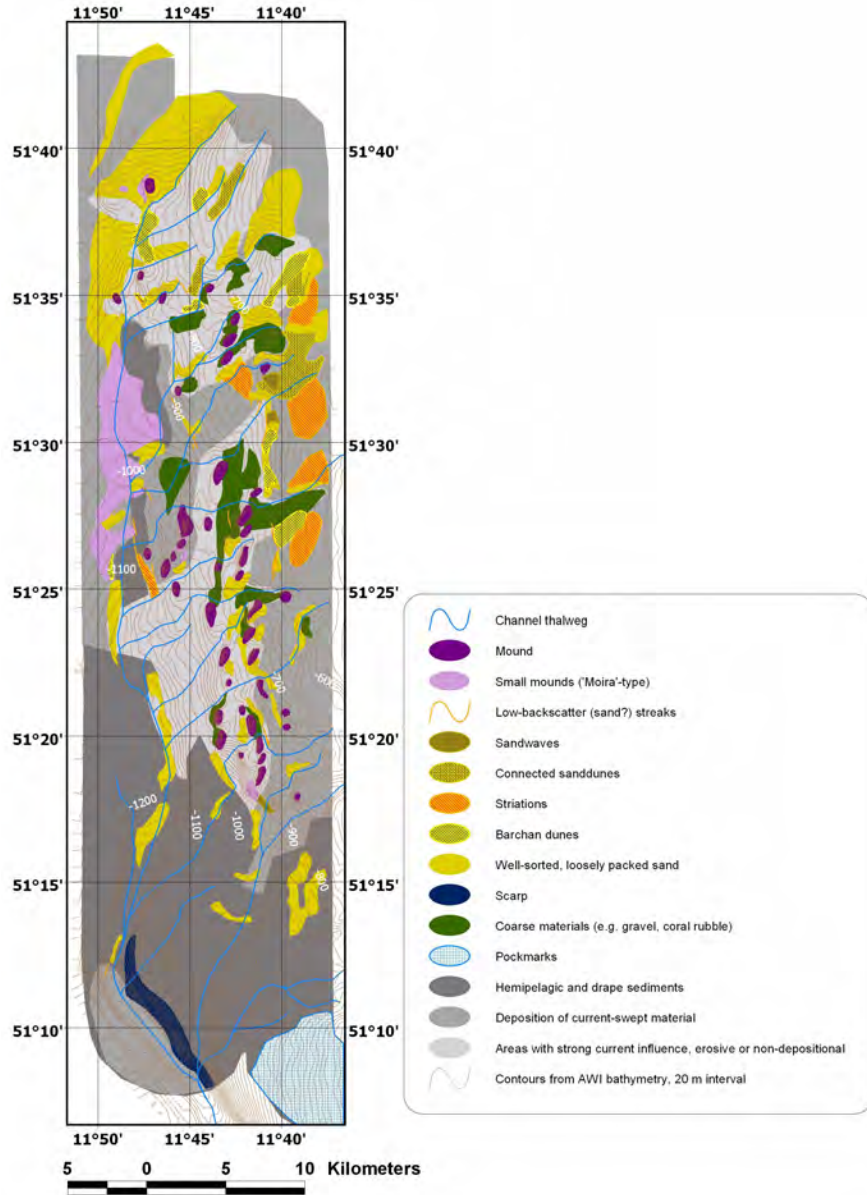 11°50' 11°45' 11°40'
51°40' 51°40'
51°35' 51°35'
-900
51°30' 51°30'
-1000
-1100
51°25' 51°25'
-700
-600
51°20' 51°20'
-1200
-1100
-1000
-900
51°15' 51°15'
51°10' 51°10'
11°50' 11°45' 11°40'
5 0 5 10 Kilometers
Channel thalweg
Mound
Small mounds ('Moira'-type)
Low-backscatter (sand?) streaks
Sandwaves
Connected sanddunes
Striations
Barchan dunes
Well-sorted, loosely packed sand
Scarp
Coarse materials (e.g. gravel, coral rubble)
Pockmarks
Hemipelagic and drape sediments
Deposition of current-swept material
Areas with strong current influence, erosive or non-depositional
Contours from AWI bathymetry, 20 m interval